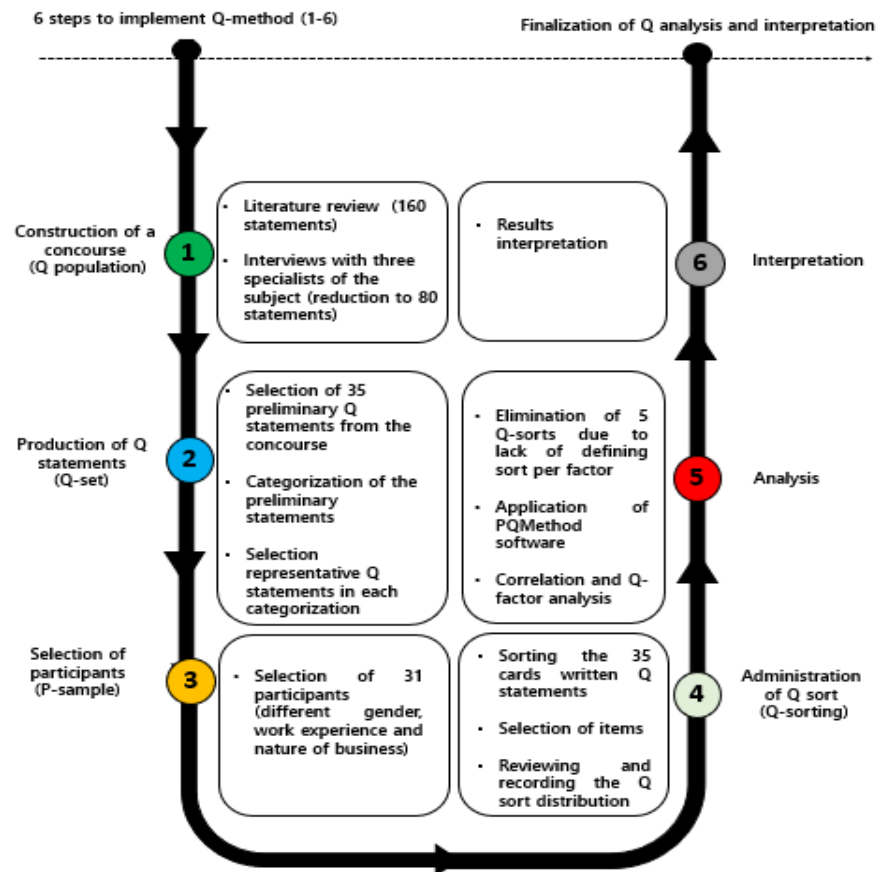 6 steps to implement Q-method (1-6)
Finalization of Q analysis and interpretation
Construction of a
concourse
(Q population)
1
· Literature review (160
statements)
· Interviews with three
specialists of the
subject (reduction to 80
statements)
· Results
interpretation
6
Interpretation
Production of Q
statements
(Q-set)
2
· Selection of 35
preliminary Q
statements from the
concourse
· Categorization of the
preliminary
statements
· Selection
representative Q
statements in each
categorization
· Elimination of 5
Q-sorts due to
lack of defining
sort per factor
· Application of
PQMethod
software
· Correlation and Q-
factor analysis
5
Analysis
Selection of
participants
(P-sample)
3
· Selection of 31
participants
(different gender,
work experience and
nature of business)
· Sorting the 35
cards written Q
statements
· Selection of items
· Reviewing and
recording the Q
sort distribution
4
Administration
of Q sort
(Q-sorting)